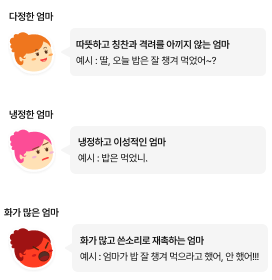 다정한 엄마
따뜻하고 칭찬과 격려를 아끼지 않는 엄마
예시 : 딸, 오늘 밥은 잘 챙겨 먹었어~?
냉정한 엄마
냉정하고 이성적인 엄마
예시 : 밥은 먹었니.
화가 많은 엄마
화가 많고 쓴소리로 재촉하는 엄마
예시 : 엄마가 밥 잘 챙겨 먹으라고 했어, 안 했어!!!